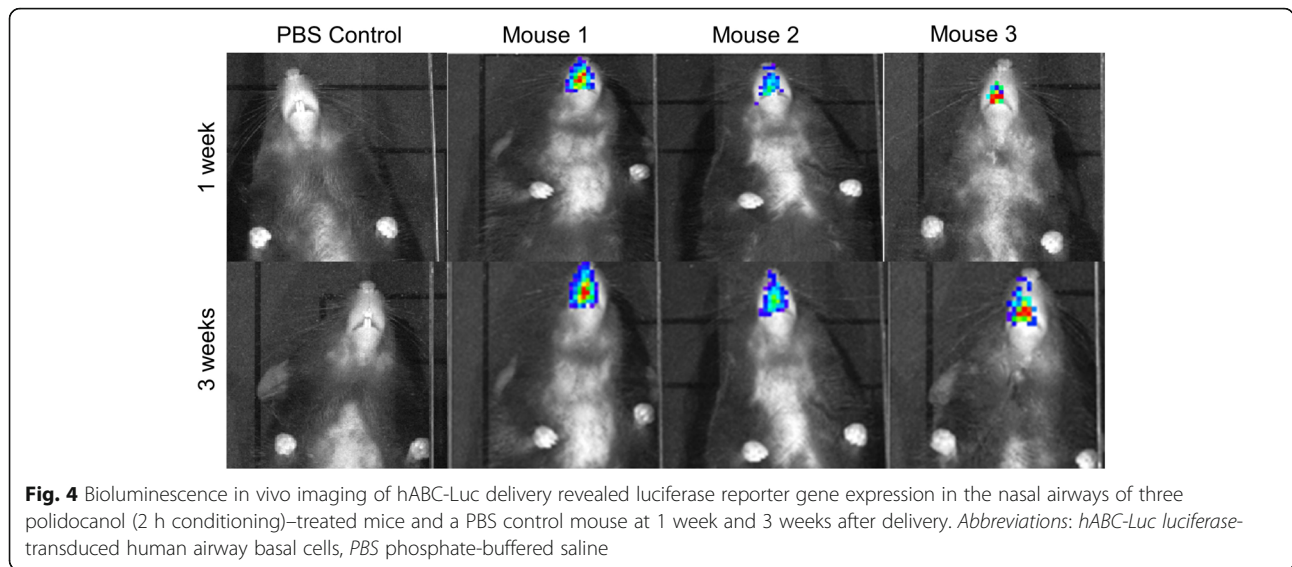 PBS Control Mouse 1 Mouse 2 Mouse 3
1 week
3 weeks
Fig. 4 Bioluminescence in vivo imaging of hABC-Luc delivery revealed luciferase reporter gene expression in the nasal airways of three
polidocanol (2 h conditioning)–treated mice and a PBS control mouse at 1 week and 3 weeks after delivery. Abbreviations: hABC-Luc luciferase-
transduced human airway basal cells, PBS phosphate-buffered saline